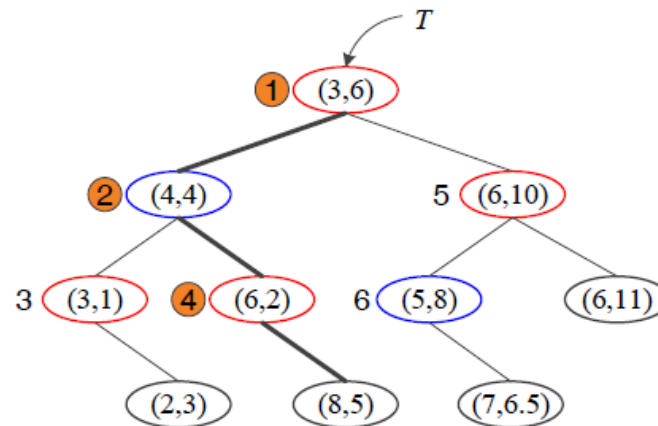 T
1 (3,6)
2 (4,4) 5 (6,10)
3 (3,1) 4 (6,2) 6 (5,8) (6,11)
(2,3) (8,5) (7,6.5)